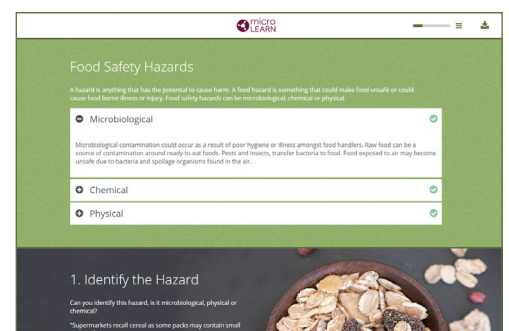 micro
LEARN
Food Safety Hazards
A hazard is anything that has the potential to cause harm. A food hazard is something that could make food unsafe or could
cause food borne illness or injury. Food safety hazards can be microbiological, chemical or physical.
Microbiological
Microbiological contamination could occur as a result of poor hygiene or illness amongst food handlers. Raw food can be a
source of contamination around ready-to-eat foods. Pests and insects, transfer bacteria to food. Food exposed to air may become
unsafe due to bacteria and spoilage organisms found in the air.
Chemical
Physical
1. Identify the Hazard
Can you identify this hazard, is it microbiological, physical or
chemical?
"Supermarkets recall cereal as some packs may contain small